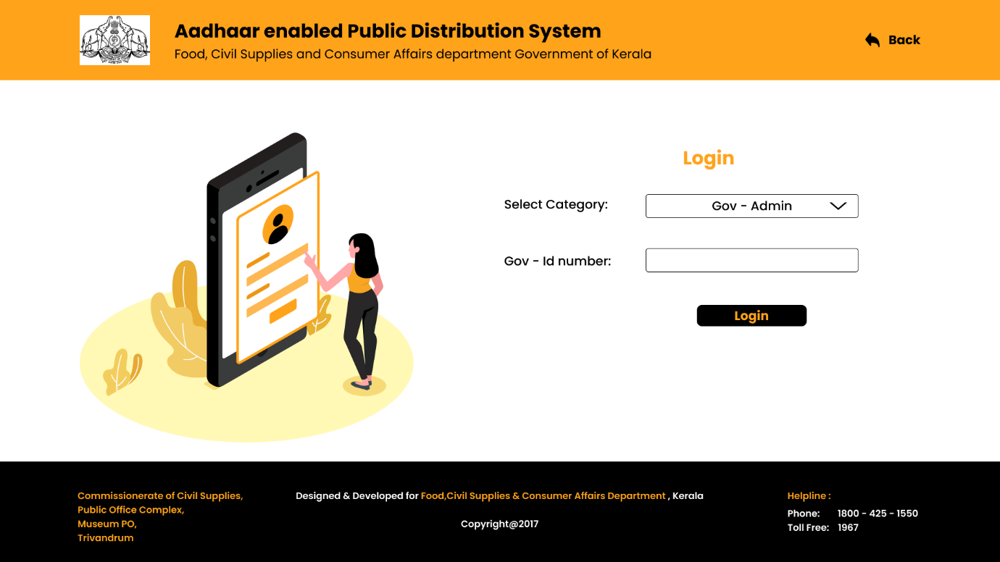 Aadhaar enabled Public Distribution System
Food, Civil Supplies and Consumer Affairs department Government of Kerala
Back
Login
Select Category:
Gov - Admin
Gov - Id number:
Login
Commissionerate of Civil Supplies,
Public Office Complex,
Museum PO,
Trivandrum
Designed & Developed for Food,Civil Supplies & Consumer Affairs Department , Kerala
Copyright@2017
Helpline :
Phone: 1800 - 425 - 1550
Toll Free: 1967